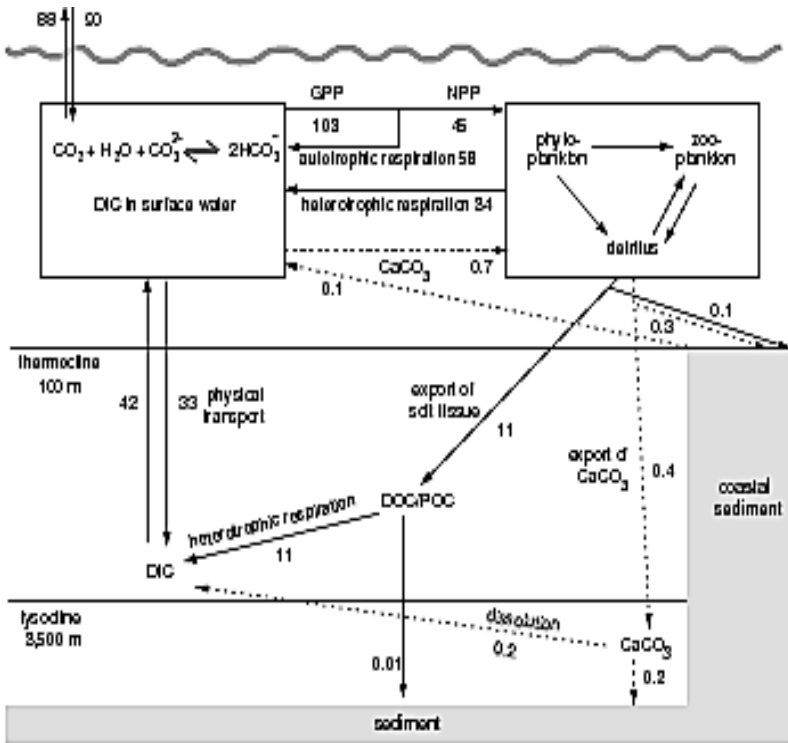 88 90
GPP NPP
103 45
CO₂ + H₂O + CO₃²⁻ ⇌ 2HCO₃⁻
autotrophic respiration 58
DIC in surface water
heterotrophic respiration 34
phyto-
plankton
zoo-
plankton
detritus
CaCO₃ 0.7
0.1
0.1
0.3
thermocline
100 m
42 33 physical
transport
export of
soft tissue
11
export of
CaCO₃
0.4
coastal
sediment
DOC/POC
heterotrophic respiration
11
DIC
lysocline
3,500 m
dissolution
0.2
CaCO₃
0.01
0.2
sediment